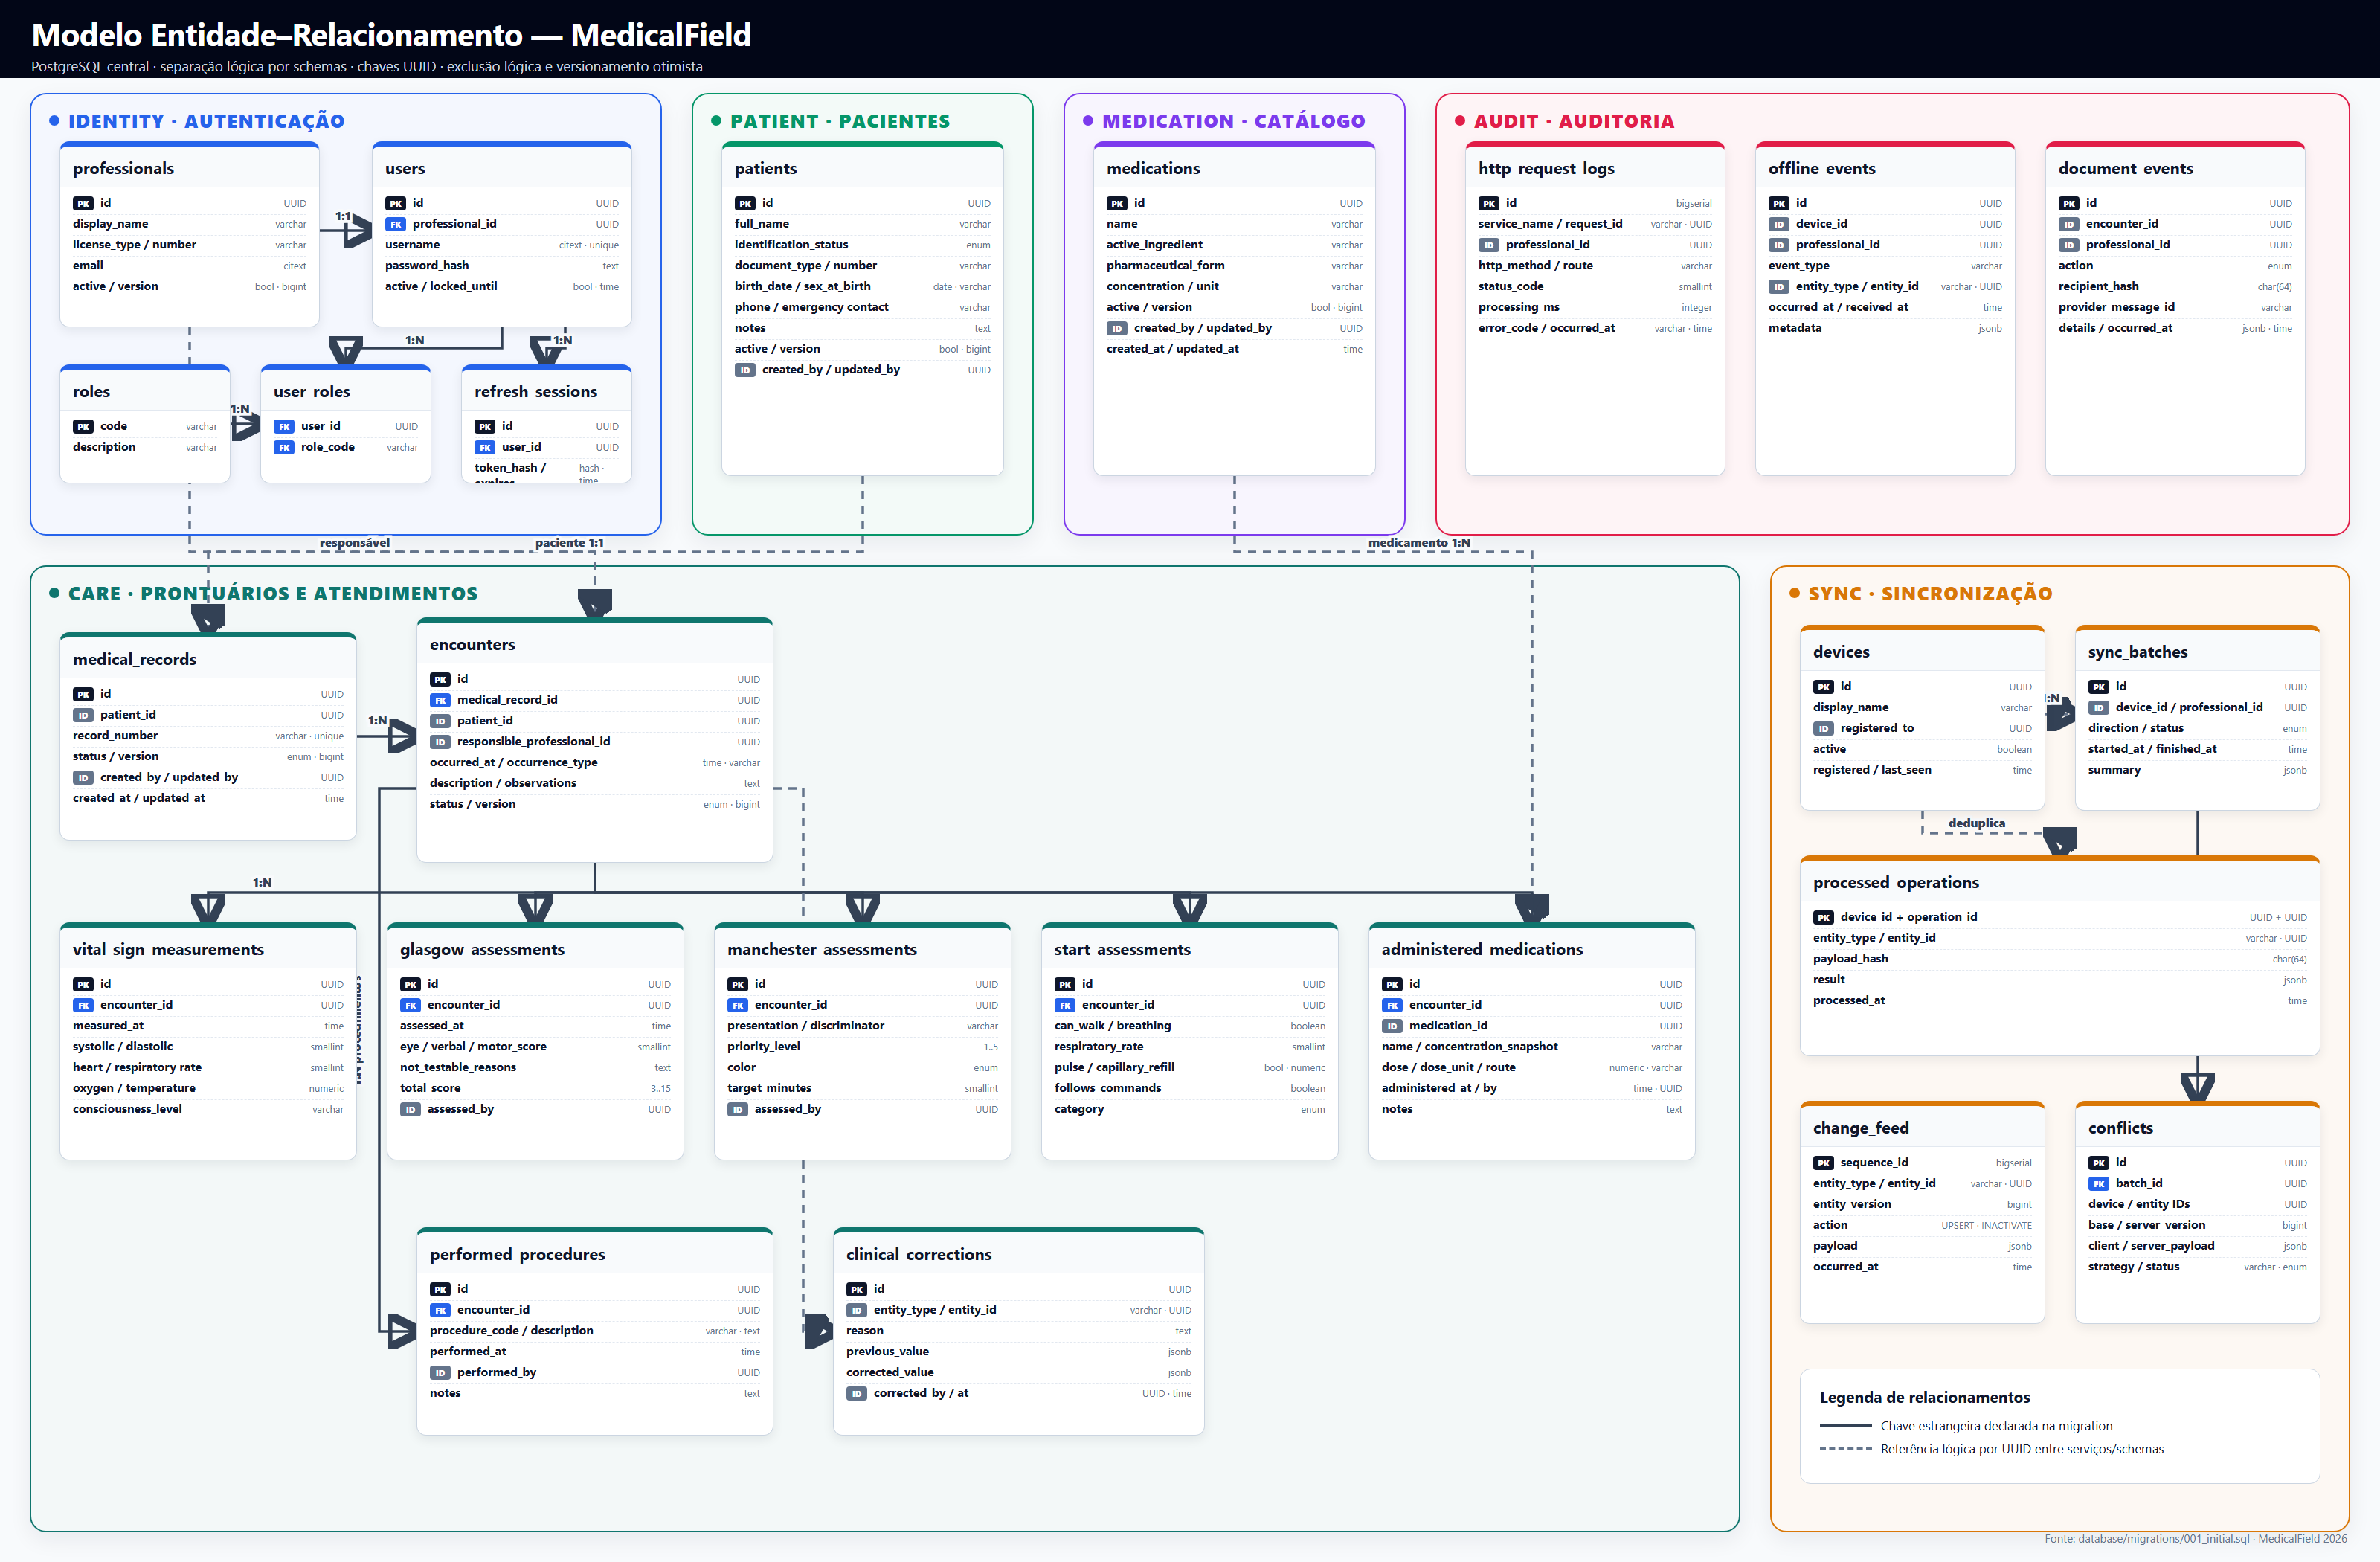 Modelo Entidade–Relacionamento — MedicalField
PostgreSQL central · separação lógica por schemas · chaves UUID · exclusão lógica e versionamento otimista
IDENTITY · AUTENTICAÇÃO
professionals
PK id UUID
display_name varchar
license_type / number varchar
email citext
active / version bool · bigint
1:1
users
PK id UUID
FK professional_id UUID
username citext · unique
password_hash text
active / locked_until bool · time
1:N
1:N
roles
PK code varchar
description varchar
1:N
user_roles
FK user_id UUID
FK role_code varchar
refresh_sessions
PK id UUID
FK user_id UUID
token_hash / hash ·
time
PATIENT · PACIENTES
patients
PK id UUID
full_name varchar
identification_status enum
document_type / number varchar
birth_date / sex_at_birth date · varchar
phone / emergency contact varchar
notes text
active / version bool · bigint
ID created_by / updated_by UUID
MEDICATION · CATÁLOGO
medications
PK id UUID
name varchar
active_ingredient varchar
pharmaceutical_form varchar
concentration / unit varchar
active / version bool · bigint
ID created_by / updated_by UUID
created_at / updated_at time
AUDIT · AUDITORIA
http_request_logs
PK id bigserial
service_name / request_id varchar · UUID
ID professional_id UUID
http_method / route varchar
status_code smallint
processing_ms integer
error_code / occurred_at varchar · time
offline_events
PK id UUID
ID device_id UUID
ID professional_id UUID
event_type varchar
ID entity_type / entity_id varchar · UUID
occurred_at / received_at time
metadata jsonb
document_events
PK id UUID
ID encounter_id UUID
ID professional_id UUID
action enum
recipient_hash char(64)
provider_message_id varchar
details / occurred_at jsonb · time
responsável
paciente 1:1
medicamento 1:N
CARE · PRONTUÁRIOS E ATENDIMENTOS
medical_records
PK id UUID
ID patient_id UUID
record_number varchar · unique
status / version enum · bigint
ID created_by / updated_by UUID
created_at / updated_at time
1:N
encounters
PK id UUID
FK medical_record_id UUID
ID patient_id UUID
ID responsible_professional_id UUID
occurred_at / occurrence_type time · varchar
description / observations text
status / version enum · bigint
1:N
vital_sign_measurements
PK id UUID
FK encounter_id UUID
measured_at time
systolic / diastolic smallint
heart / respiratory rate smallint
oxygen / temperature numeric
consciousness_level varchar
1:N procedimentos
glasgow_assessments
PK id UUID
FK encounter_id UUID
assessed_at time
eye / verbal / motor_score smallint
not_testable_reasons text
total_score 3..15
ID assessed_by UUID
manchester_assessments
PK id UUID
FK encounter_id UUID
presentation / discriminator varchar
priority_level 1..5
color enum
target_minutes smallint
ID assessed_by UUID
start_assessments
PK id UUID
FK encounter_id UUID
can_walk / breathing boolean
respiratory_rate smallint
pulse / capillary_refill bool · numeric
follows_commands boolean
category enum
administered_medications
PK id UUID
FK encounter_id UUID
ID medication_id UUID
name / concentration_snapshot varchar
dose / dose_unit / route numeric · varchar
administered_at / by time · UUID
notes text
performed_procedures
PK id UUID
FK encounter_id UUID
procedure_code / description varchar · text
performed_at time
ID performed_by UUID
notes text
clinical_corrections
PK id UUID
ID entity_type / entity_id varchar · UUID
reason text
previous_value jsonb
corrected_value jsonb
ID corrected_by / at UUID · time
SYNC · SINCRONIZAÇÃO
devices
PK id UUID
display_name varchar
ID registered_to UUID
active boolean
registered / last_seen time
:N
sync_batches
PK id UUID
ID device_id / professional_id UUID
direction / status enum
started_at / finished_at time
summary jsonb
deduplica
processed_operations
PK device_id + operation_id UUID + UUID
entity_type / entity_id varchar · UUID
payload_hash char(64)
result jsonb
processed_at time
change_feed
PK sequence_id bigserial
entity_type / entity_id varchar · UUID
entity_version bigint
action UPSERT · INACTIVATE
payload jsonb
occurred_at time
conflicts
PK id UUID
FK batch_id UUID
device / entity IDs UUID
base / server_version bigint
client / server_payload jsonb
strategy / status varchar · enum
Legenda de relacionamentos
Chave estrangeira declarada na migration
Referência lógica por UUID entre serviços/schemas
Fonte: database/migrations/001_initial.sql · MedicalField 2026